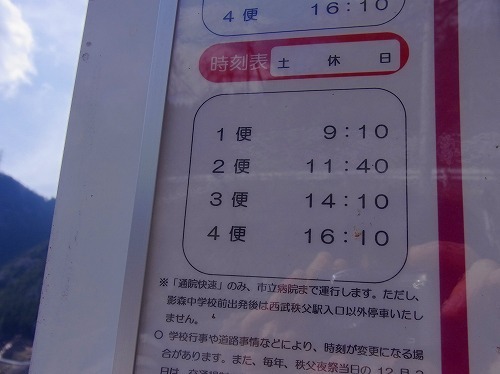 4便 16:10
時刻表 土 休 日
1便 9:10
2便 11:40
3便 14:10
4便 16:10
※「通院快速」のみ、市立病院まで運行します。ただし、
影森中学校前出発後は西武秩父駅入口以外停車いたし
ません。
○ 学校行事や道路事情などにより、時刻が変更になる場
合があります。また、毎年、秩父夜祭当日の12月3